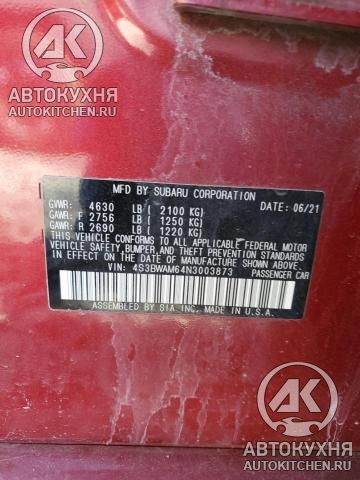 AK
АВТОКУХНЯ
AUTOKITCHEN.RU
MFD BY SUBARU CORPORATION DATE: 06/21
GVWR: 4630 LB( 2100 KG)
GAWR: F 2756 LB( 1250 KG)
GAWR: R 2690 LB( 1220 KG)
THIS VEHICLE CONFORMS TO ALL APPLICABLE FEDERAL MOTOR
VEHICLE SAFETY, BUMPER, AND THEFT PREVENTION STANDARDS
IN EFFECT ON THE DATE OF MANUFACTURE SHOWN ABOVE.
VIN: 4S3BWAM64N3003873 PASSENGER CAR
ASSEMBLED BY SIA INC. MADE IN U.S.A.
AK
АВТОКУХНЯ
AUTOKITCHEN.RU